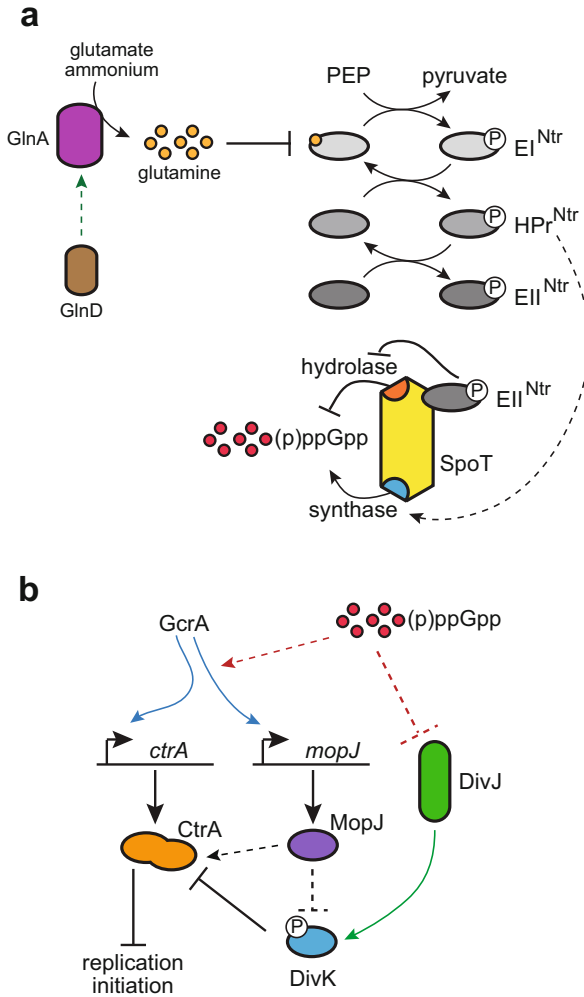 a
glutamate
ammonium
GlnA
glutamine
GlnD
PEP
pyruvate
P
EI^Ntr
P
HPr^Ntr
P
EII^Ntr
hydrolase
P
EII^Ntr
(p)ppGpp
SpoT
synthase
b
GcrA
(p)ppGpp
ctrA
mopJ
DivJ
CtrA
MopJ
P
replication
initiation
DivK